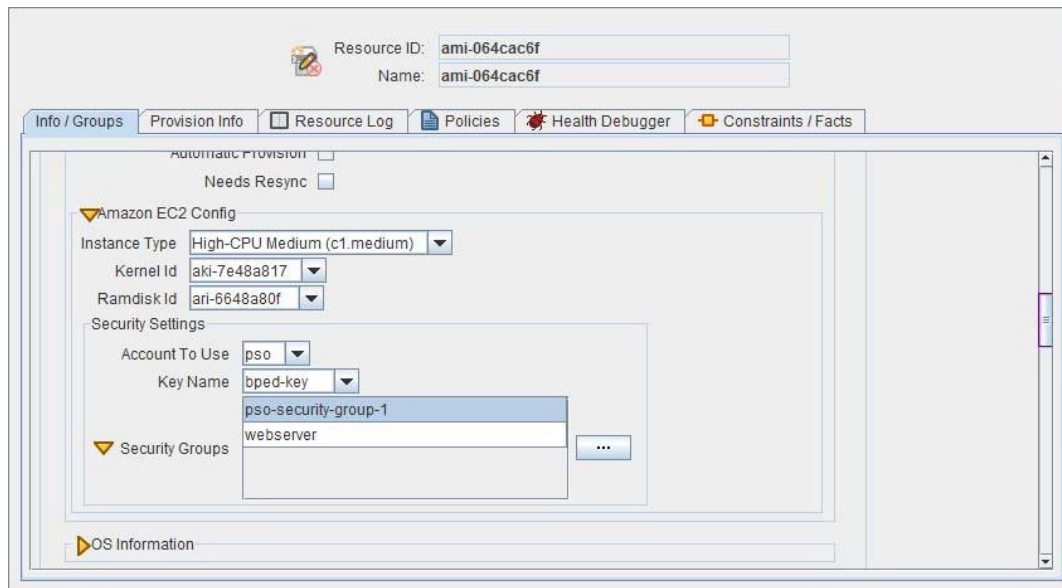 Resource ID: ami-064cac6f
Name: ami-064cac6f
Info / Groups Provision Info Resource Log Policies Health Debugger Constraints / Facts
Automatic Provision
Needs Resync
Amazon EC2 Config
Instance Type High-CPU Medium (c1.medium)
Kernel Id aki-7e48a817
Ramdisk Id ari-6648a80f
Security Settings
Account To Use pso
Key Name bped-key
pso-security-group-1
webserver
Security Groups ...
OS Information